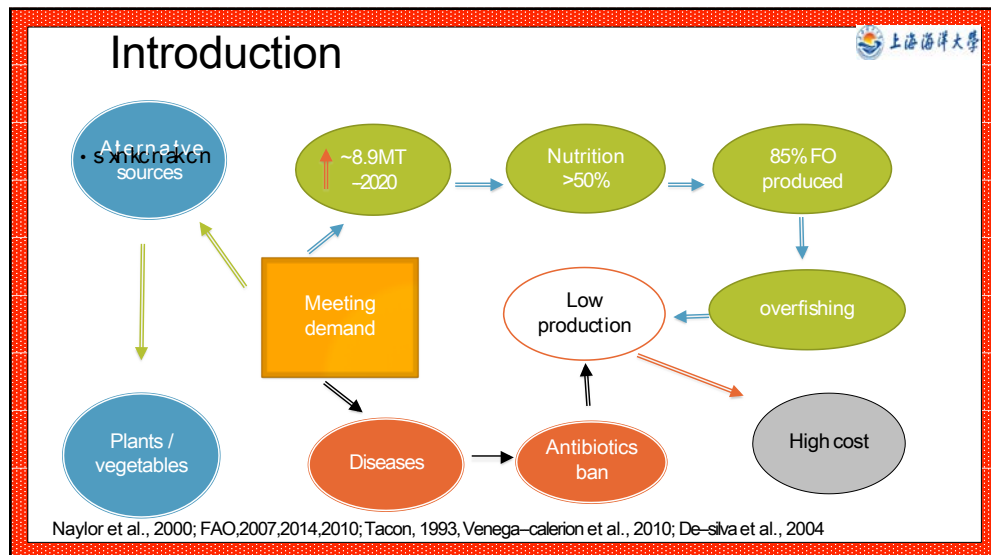 Introduction
上海海洋大學
Aternatve
• sxnkcnakcn
sources
~8.9MT
–2020
Nutrition
>50%
85% FO
produced
Meeting
demand
Low
production
overfishing
Plants /
vegetables
Diseases
Antibiotics
ban
High cost
Naylor et al., 2000; FAO,2007,2014,2010; Tacon, 1993, Venega–calerion et al., 2010; De–silva et al., 2004